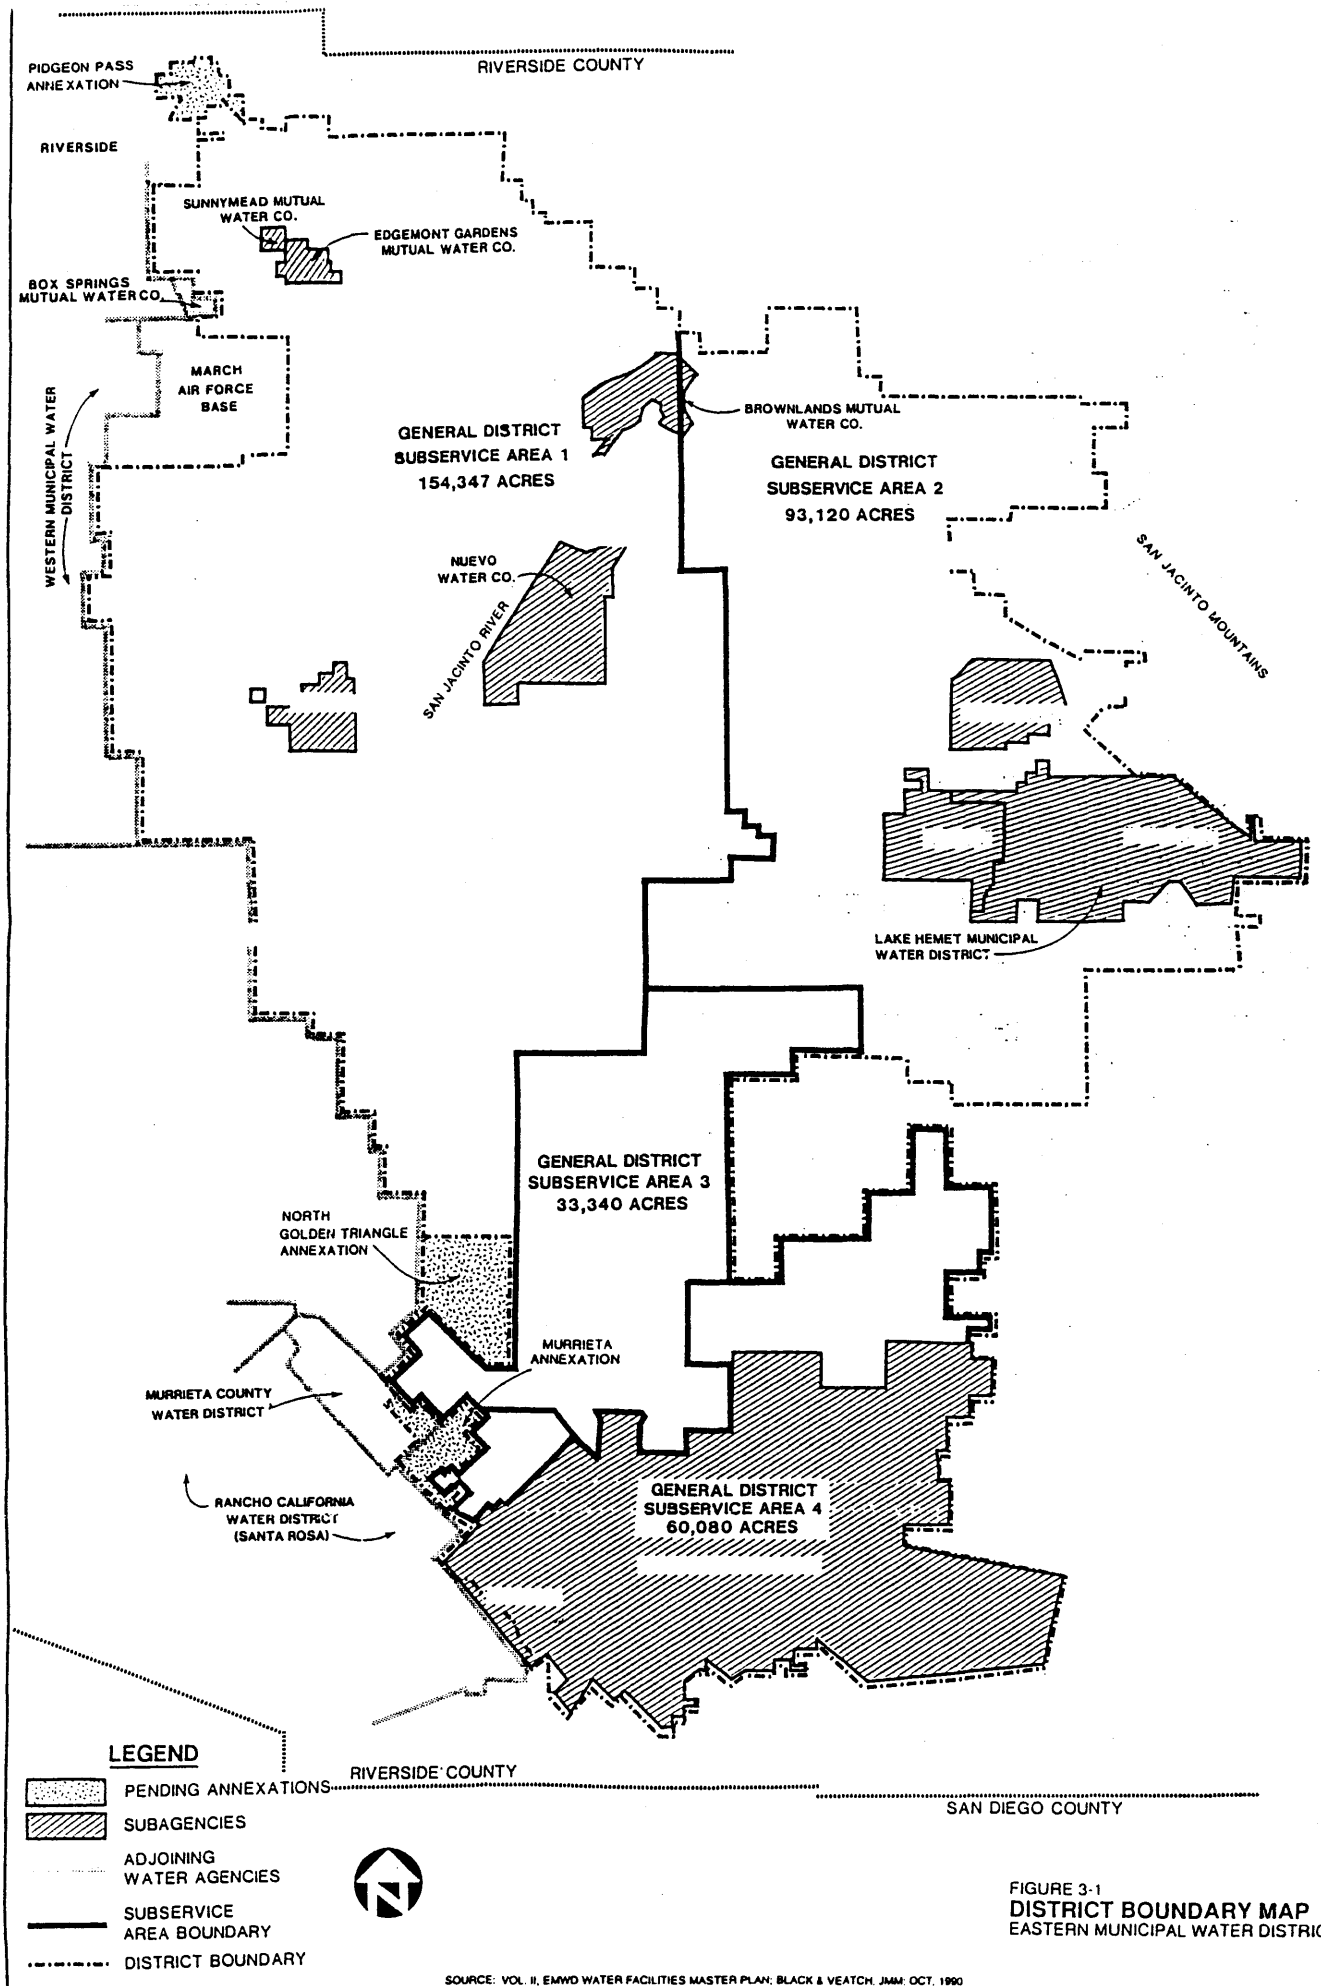 RIVERSIDE COUNTY
PIDGEON PASS
ANNEXATION
RIVERSIDE
SUNNYMEAD MUTUAL
WATER CO.
EDGEMONT GARDENS
MUTUAL WATER CO.
BOX SPRINGS
MUTUAL WATER CO.
MARCH
AIR FORCE
BASE
WESTERN MUNICIPAL WATER
DISTRICT
GENERAL DISTRICT
SUBSERVICE AREA 1
154,347 ACRES
BROWNLANDS MUTUAL
WATER CO.
GENERAL DISTRICT
SUBSERVICE AREA 2
93,120 ACRES
SAN JACINTO MOUNTAINS
NUEVO
WATER CO.
SAN JACINTO RIVER
LAKE HEMET MUNICIPAL
WATER DISTRICT
GENERAL DISTRICT
SUBSERVICE AREA 3
33,340 ACRES
NORTH
GOLDEN TRIANGLE
ANNEXATION
MURRIETA
ANNEXATION
MURRIETA COUNTY
WATER DISTRICT
RANCHO CALIFORNIA
WATER DISTRICT
(SANTA ROSA)
GENERAL DISTRICT
SUBSERVICE AREA 4
60,080 ACRES
LEGEND
PENDING ANNEXATIONS
SUBAGENCIES
ADJOINING
WATER AGENCIES
SUBSERVICE
AREA BOUNDARY
DISTRICT BOUNDARY
RIVERSIDE COUNTY
SAN DIEGO COUNTY
N
FIGURE 3-1
DISTRICT BOUNDARY MAP
EASTERN MUNICIPAL WATER DISTRIC
SOURCE: VOL. II, EMWD WATER FACILITIES MASTER PLAN; BLACK & VEATCH, JMM; OCT. 1990